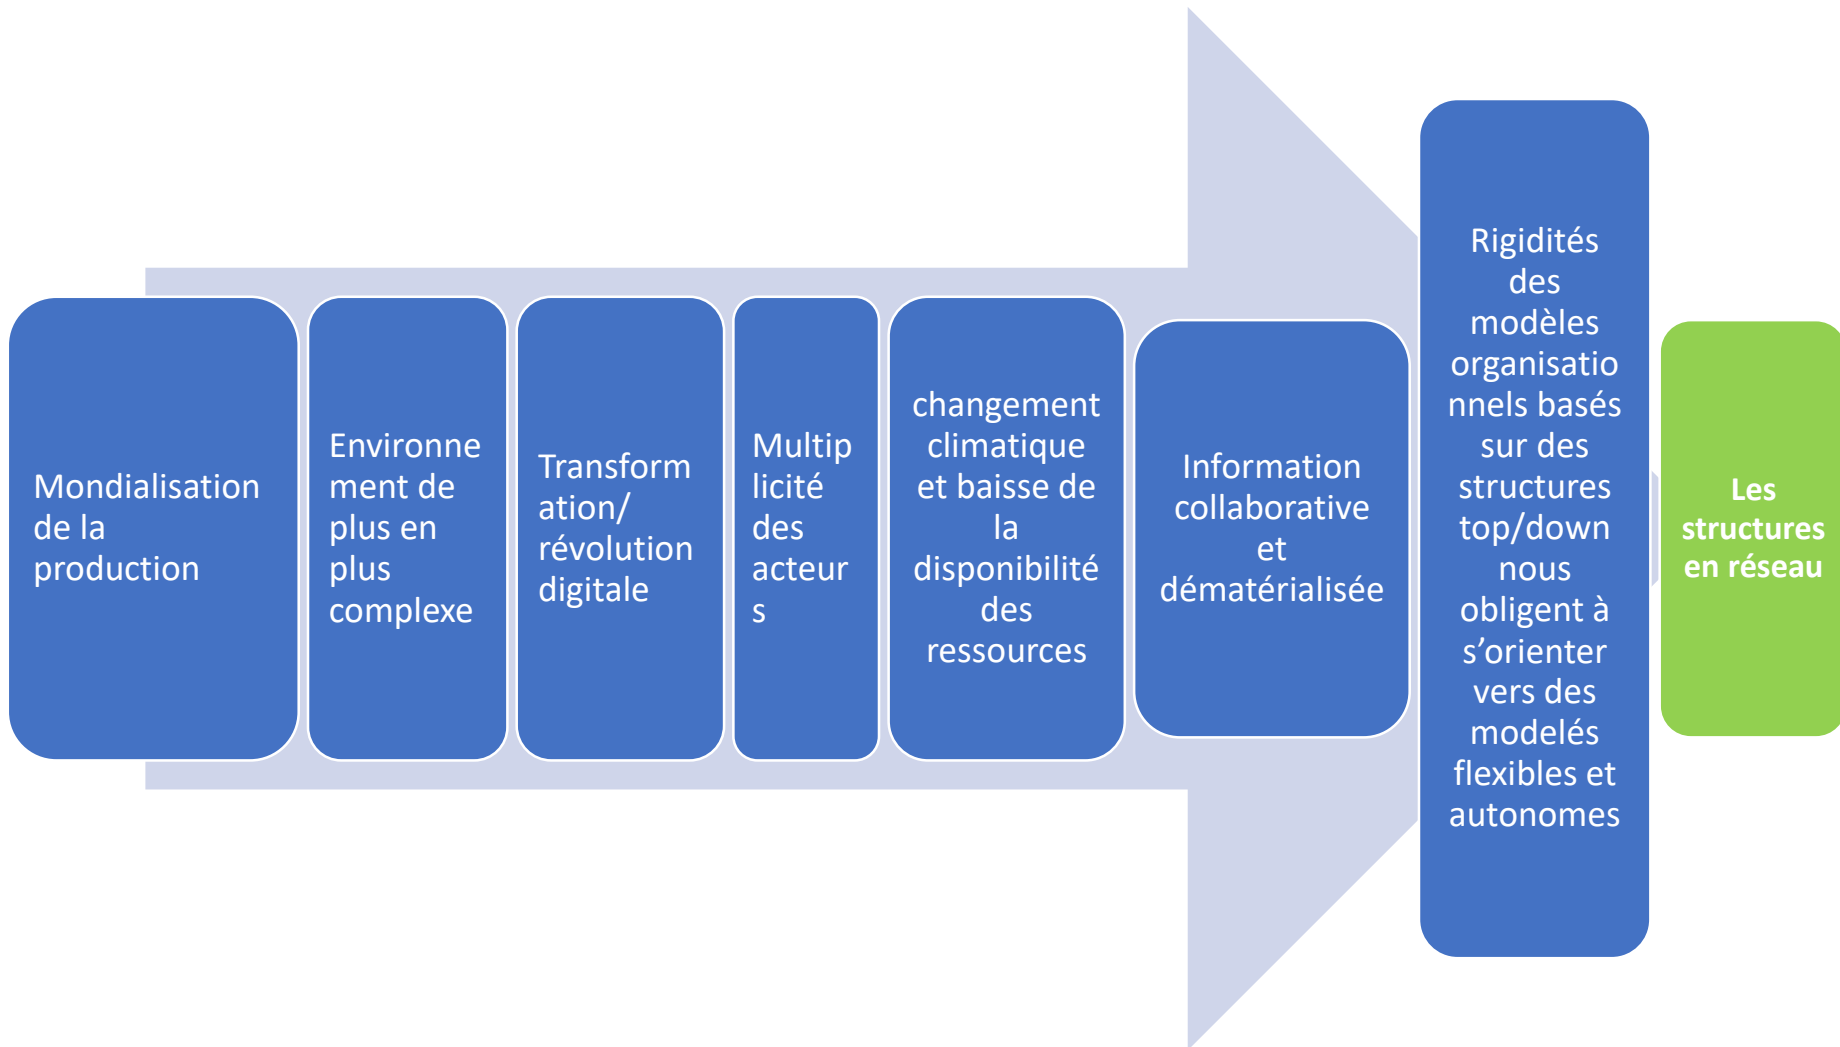 Mondialisation
de la
production
Environne
ment de
plus en
plus
complexe
Transform
ation/
révolution
digitale
Multip
licité
des
acteur
s
changement
climatique
et baisse de
la
disponibilité
des
ressources
Information
collaborative
et
dématérialisée
Rigidités
des
modèles
organisatio
nnels basés
sur des
structures
top/down
nous
obligent à
s’orienter
vers des
modelés
flexibles et
autonomes
Les
structures
en réseau